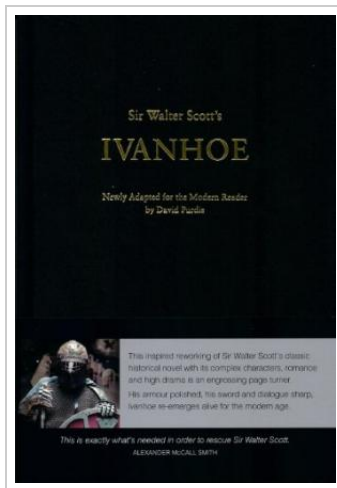 Sir Walter Scott's
IVANHOE
Newly Adapted for the Modern Reader
by David Purdie
This inspired reworking of Sir Walter Scott's classic
historical novel with its complex characters, romance
and high drama is an engrossing page turner.
His armour polished, his sword and dialogue sharp,
Ivanhoe re-emerges alive for the modern age.
This is exactly what's needed in order to rescue Sir Walter Scott.
ALEXANDER McCALL SMITH